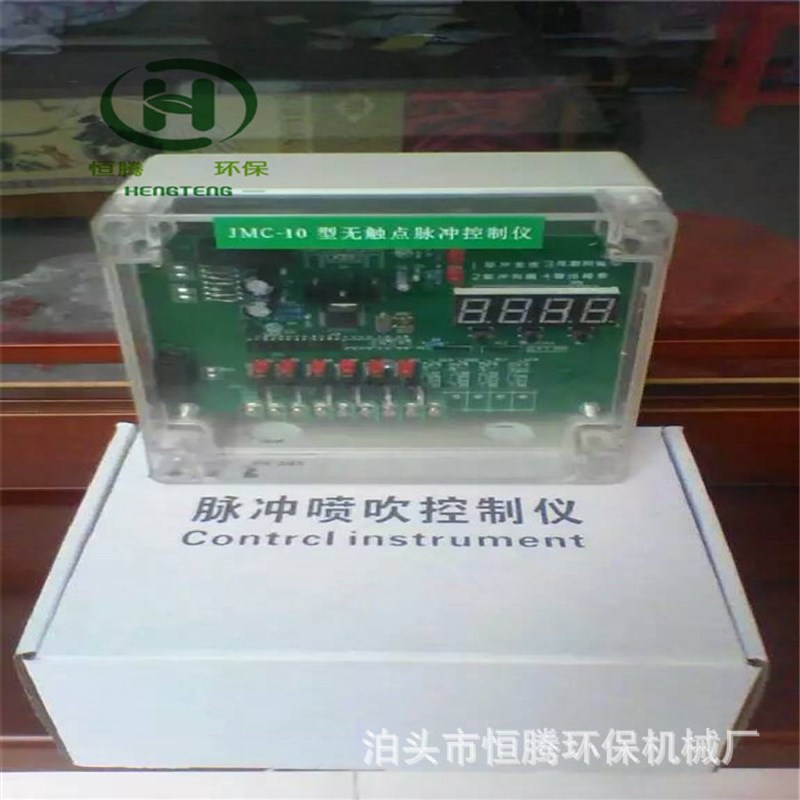 H
恒腾 环保
HENGTENG
JMC-10 型无触点脉冲控制仪
8888
脉冲喷吹控制仪
Contrcl instrument
泊头市恒腾环保机械厂